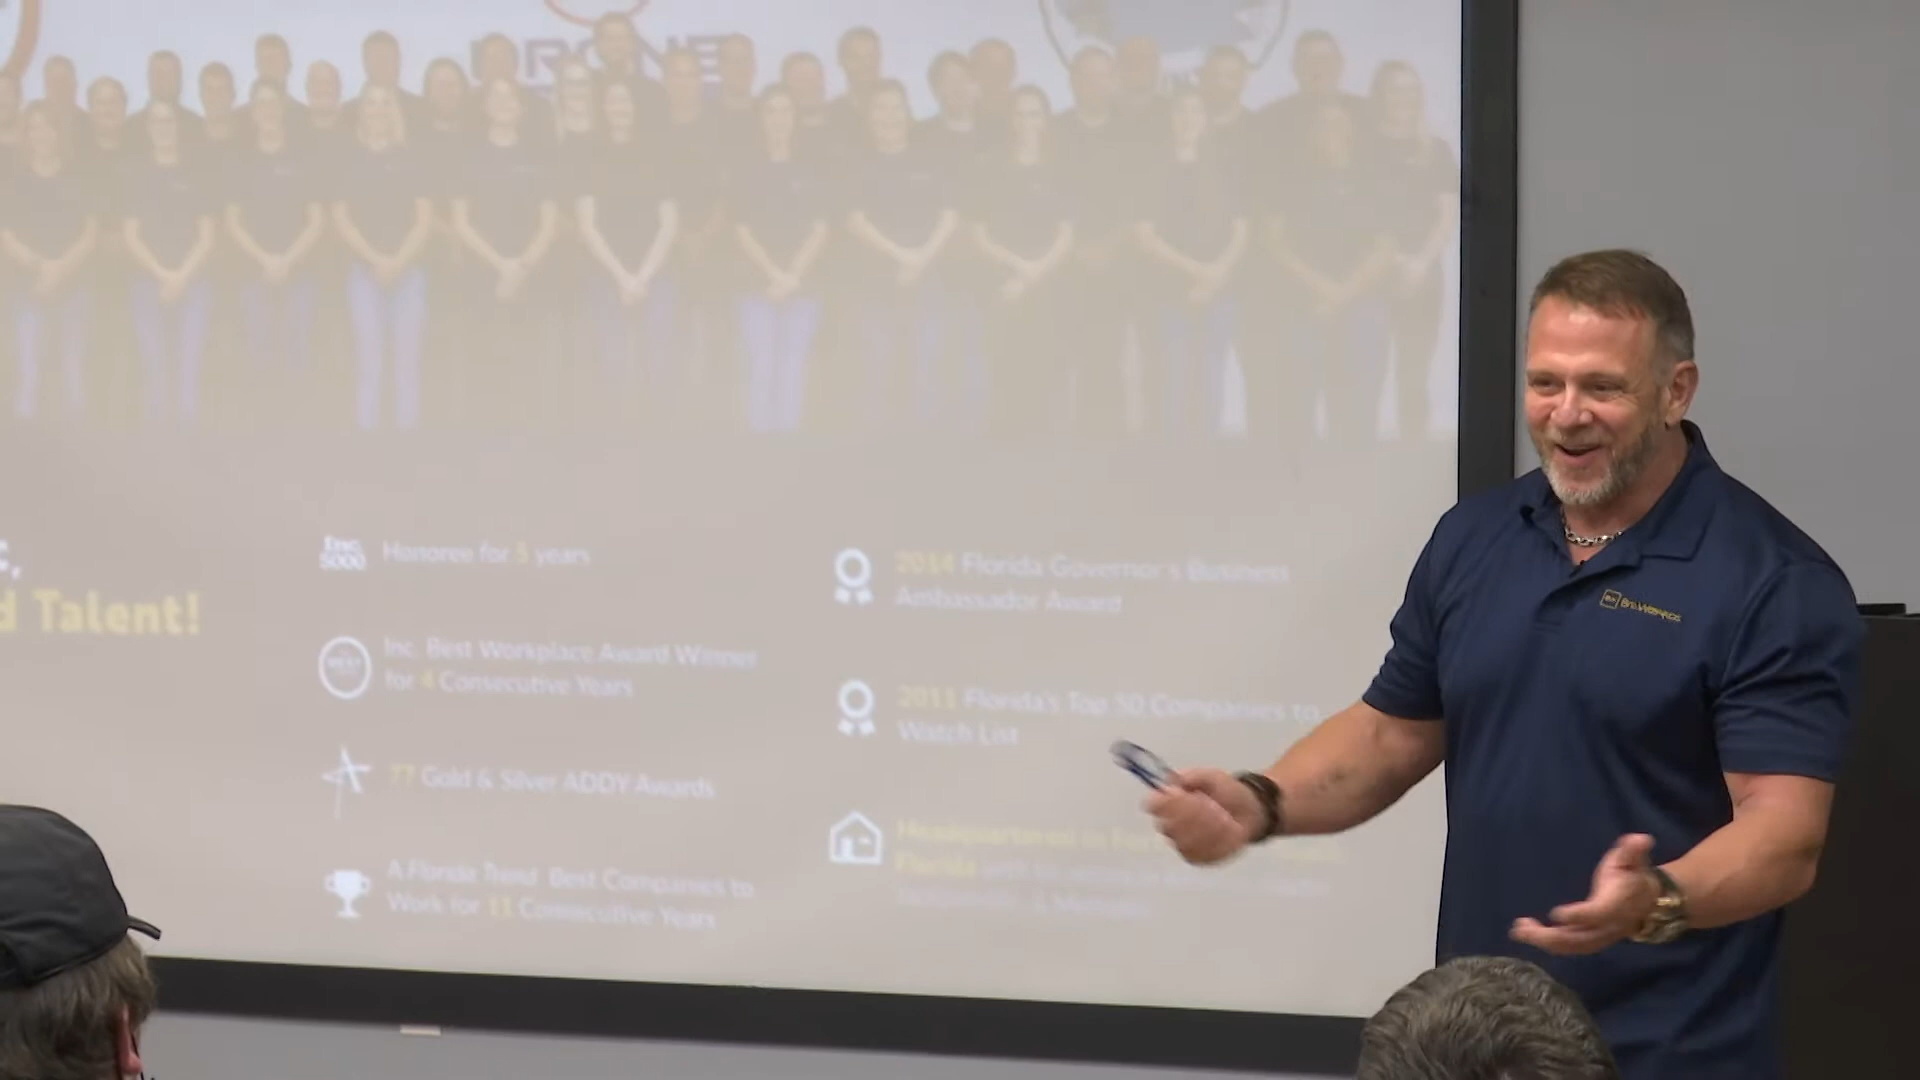 DRONE
d Talent!
Inc. 5000
Honoree for 5 years
Inc. Best Workplace Award Winner
for 4 Consecutive Years
77 Gold & Silver ADDY Awards
A Florida Trend Best Companies to
Work for 11 Consecutive Years
2014 Florida Governor's Business
Ambassador Award
2011 Florida's Top 50 Companies to
Watch List
Headquartered in
Florida